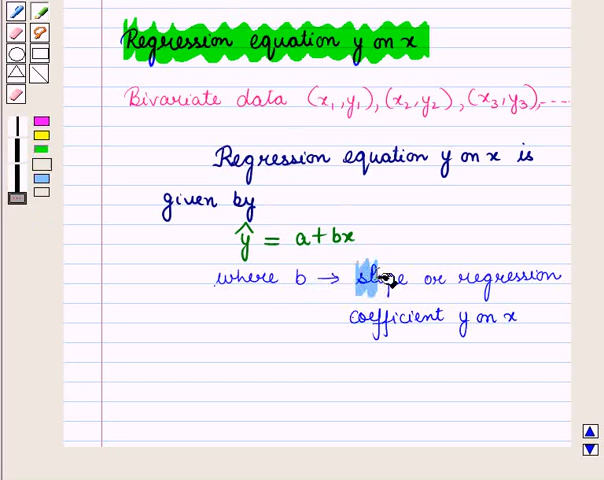 Regression equation y on x
Bivariate data (x₁,y₁), (x₂,y₂), (x₃,y₃),----
Regression equation y on x is
given by
ŷ = a+bx
where b → slope or regression
coefficient y on x